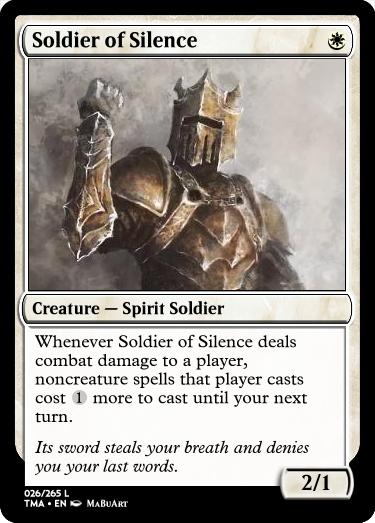 Soldier of Silence
Creature — Spirit Soldier
Whenever Soldier of Silence deals
combat damage to a player,
noncreature spells that player casts
cost 1 more to cast until your next
turn.
Its sword steals your breath and denies
you your last words.
2/1
026/265 L
TMA • EN MaBuArt